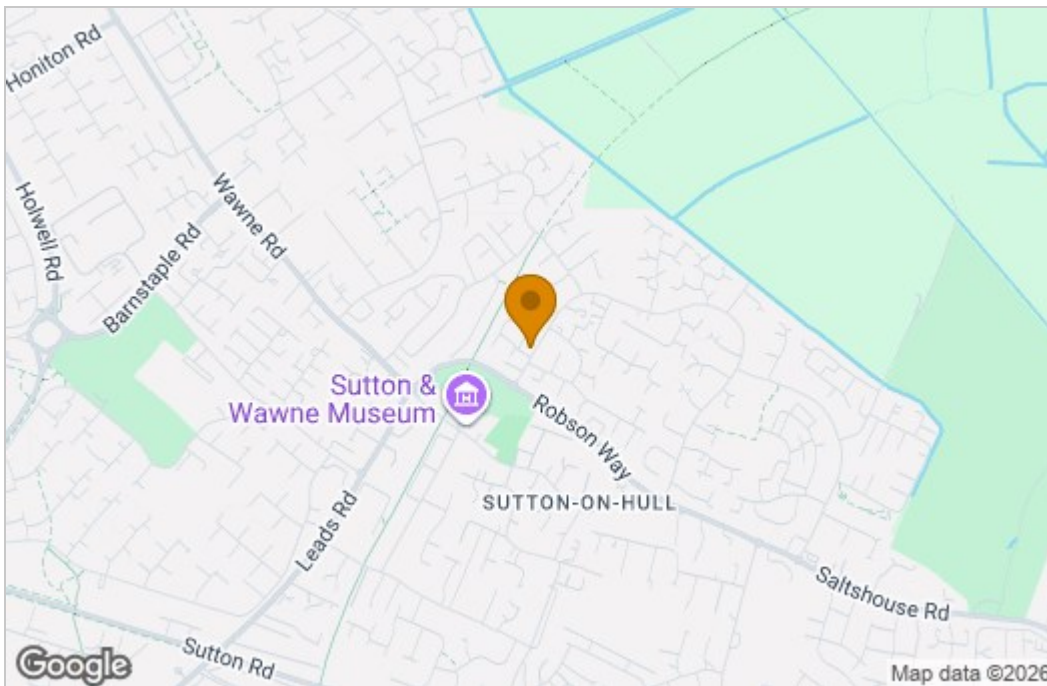 Honiton Rd
Holwell Rd
Wawne Rd
Barnstaple Rd
Sutton &
Wawne Museum
Robson Way
SUTTON-ON-HULL
Leads Rd
Saltshouse Rd
Sutton Rd
Google
Map data ©2026